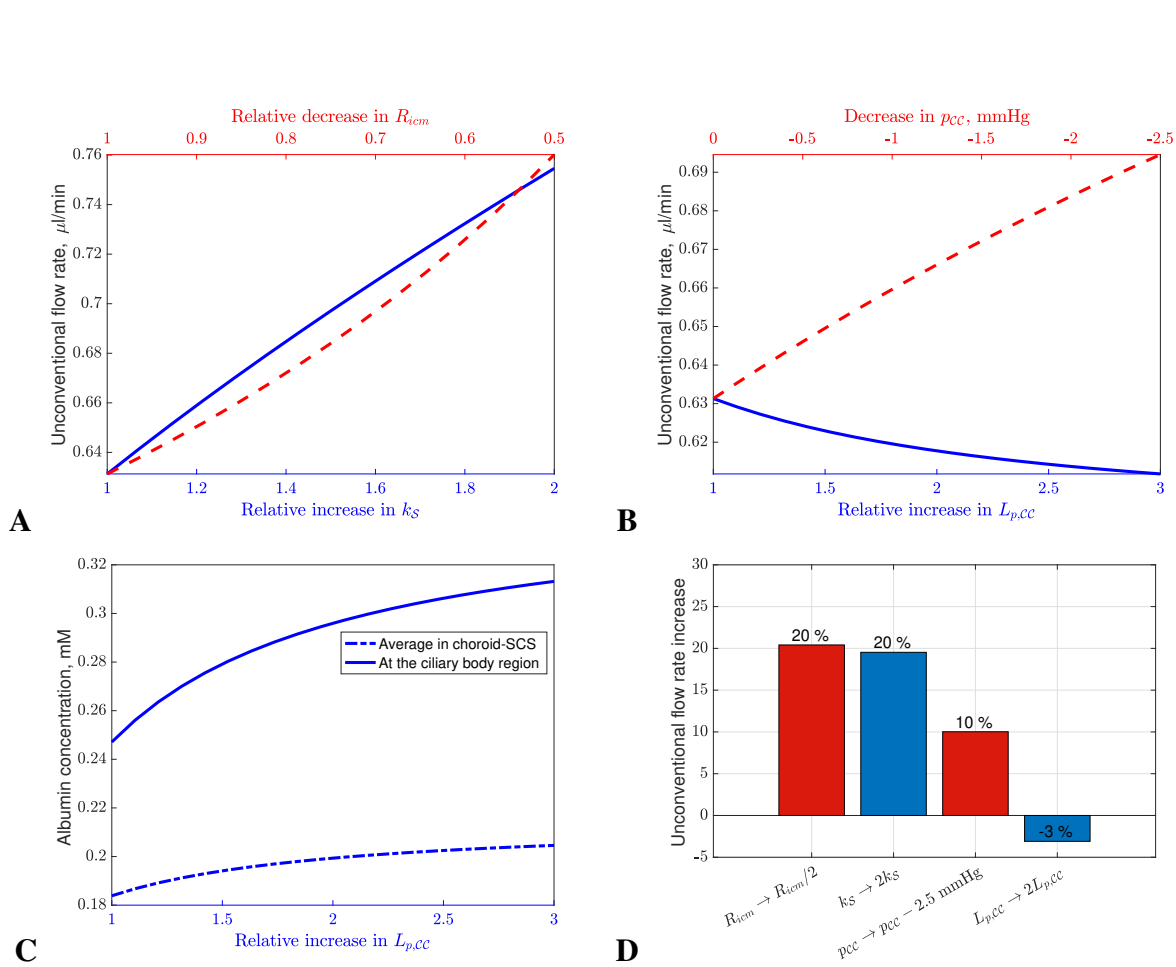 Relative decrease in R_icm
1 0.9 0.8 0.7 0.6 0.5
0.76
0.74
0.72
0.7
0.68
0.66
0.64
Unconventional flow rate, μl/min
1 1.2 1.4 1.6 1.8 2
Relative increase in k_S
A
Decrease in p_CC, mmHg
0 -0.5 -1 -1.5 -2 -2.5
0.69
0.68
0.67
0.66
0.65
0.64
0.63
0.62
Unconventional flow rate, μl/min
1 1.5 2 2.5 3
Relative increase in L_p,CC
B
0.32
0.3
0.28
0.26
0.24
0.22
0.2
0.18
Albumin concentration, mM
Average in choroid-SCS
At the ciliary body region
1 1.5 2 2.5 3
Relative increase in L_p,CC
C
30
25
20
15
10
5
0
-5
Unconventional flow rate increase
20 %
20 %
10 %
-3 %
R_icm → R_icm/2
k_S → 2k_S
p_CC → p_CC − 2.5 mmHg
L_p,CC → 2L_p,CC
D